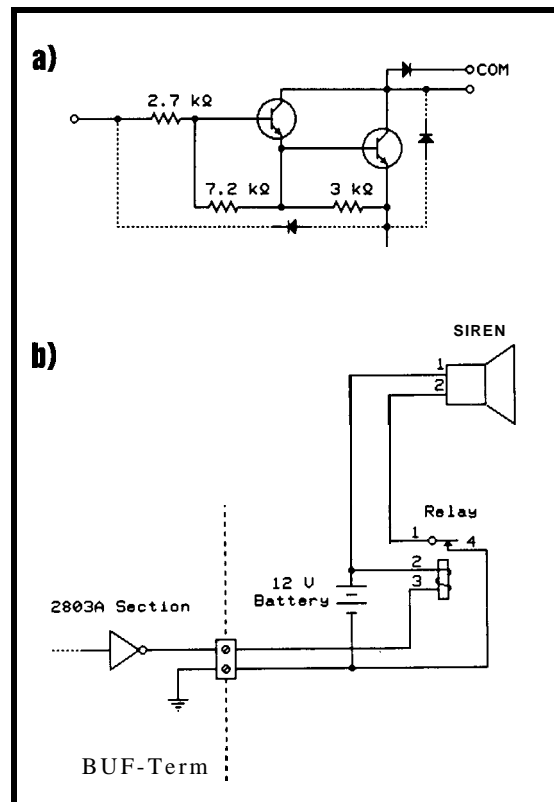 a)
COM
2.7 kΩ
7.2 kΩ
3 kΩ
b)
SIREN
1
2
Relay
1
4
2
3
12 V
Battery
2803A Section
BUF-Term